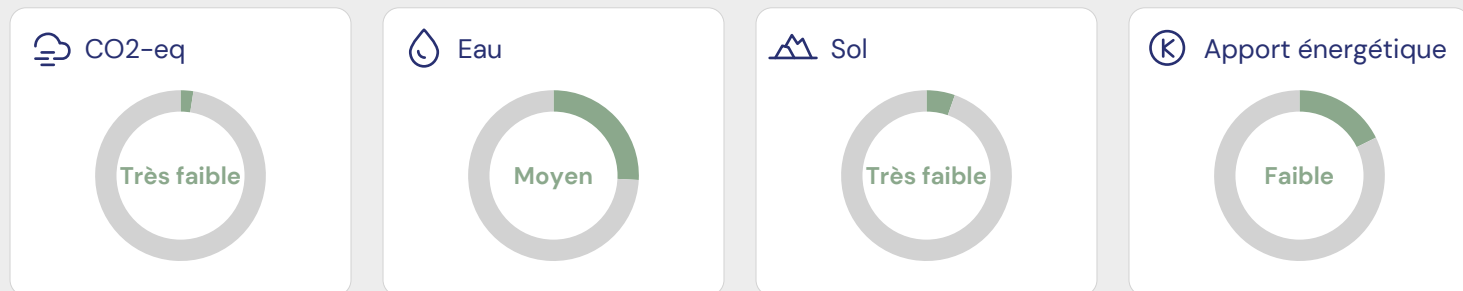 CO2-eq
Très faible
Eau
Moyen
Sol
Très faible
Apport énergétique
Faible